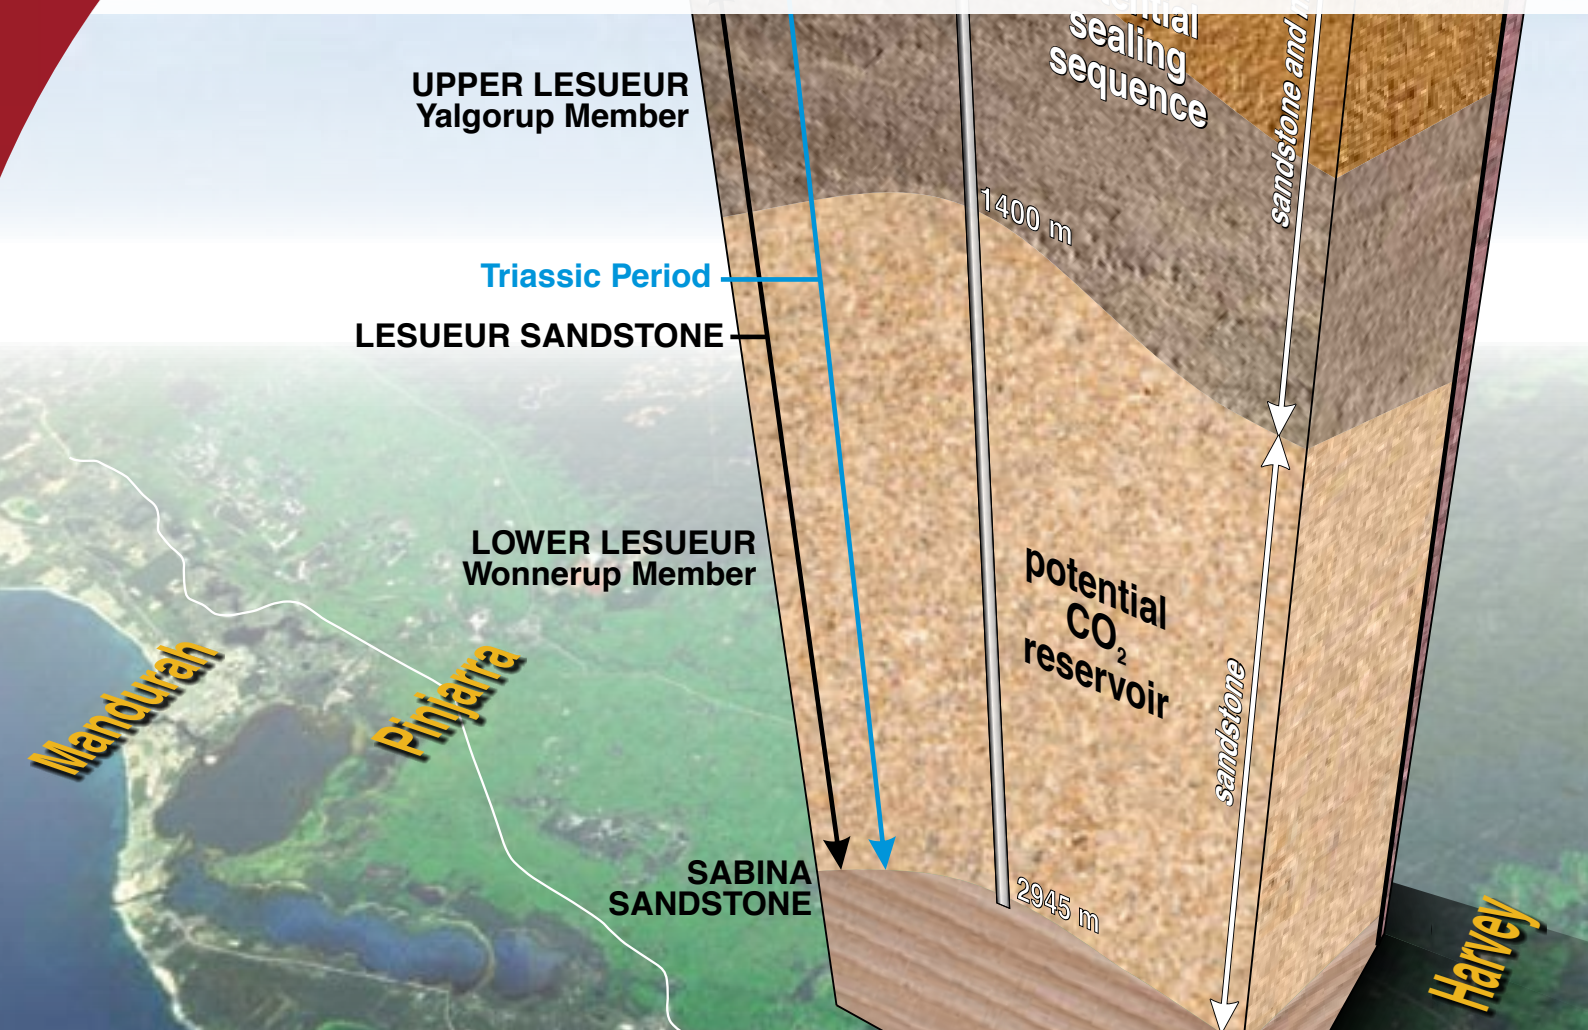 sealing
sequence
sandstone and
UPPER LESUEUR
Yalgorup Member
1400 m
Triassic Period
LESUEUR SANDSTONE
LOWER LESUEUR
Wonnerup Member
potential
CO₂
reservoir
sandstone
Mandurah
Pinjarra
SABINA
SANDSTONE
2945 m
Harvey